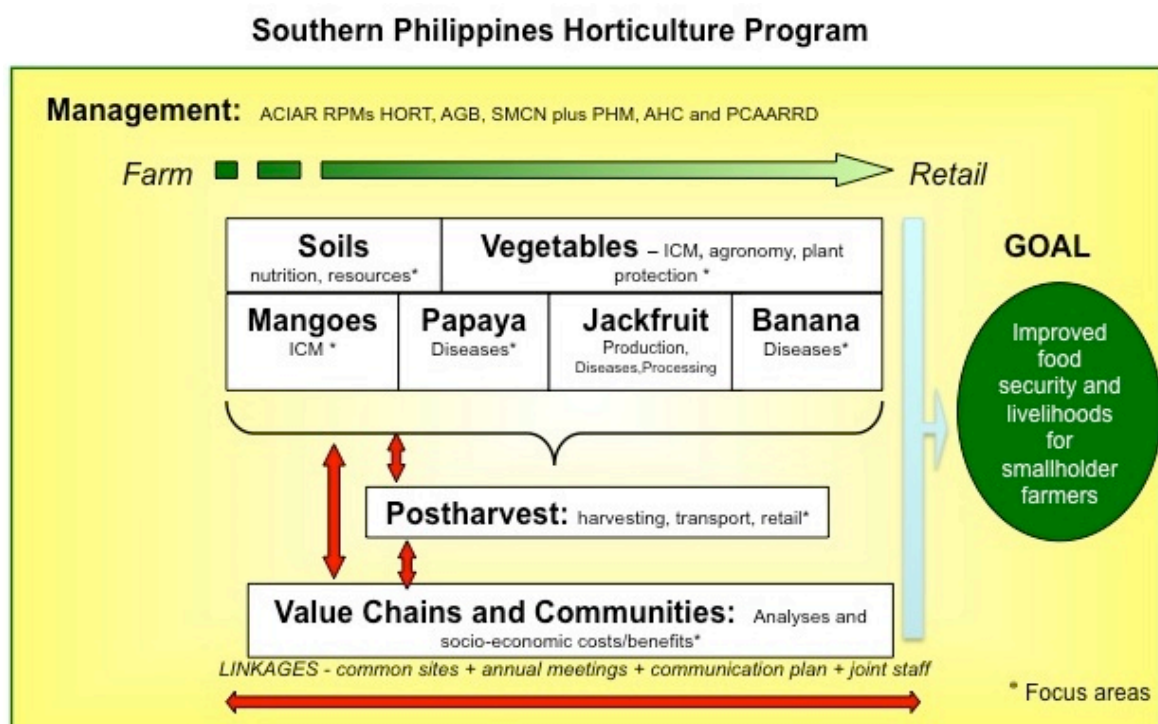 Southern Philippines Horticulture Program
Management: ACIAR RPMs HORT, AGB, SMCN plus PHM, AHC and PCAARRD
Farm
Retail
Soils
nutrition, resources*
Vegetables – ICM, agronomy, plant
protection *
Mangoes
ICM *
Papaya
Diseases*
Jackfruit
Production,
Diseases,Processing
Banana
Diseases*
GOAL
Improved
food
security and
livelihoods
for
smallholder
farmers
Postharvest: harvesting, transport, retail*
Value Chains and Communities: Analyses and
socio-economic costs/benefits*
LINKAGES - common sites + annual meetings + communication plan + joint staff
* Focus areas